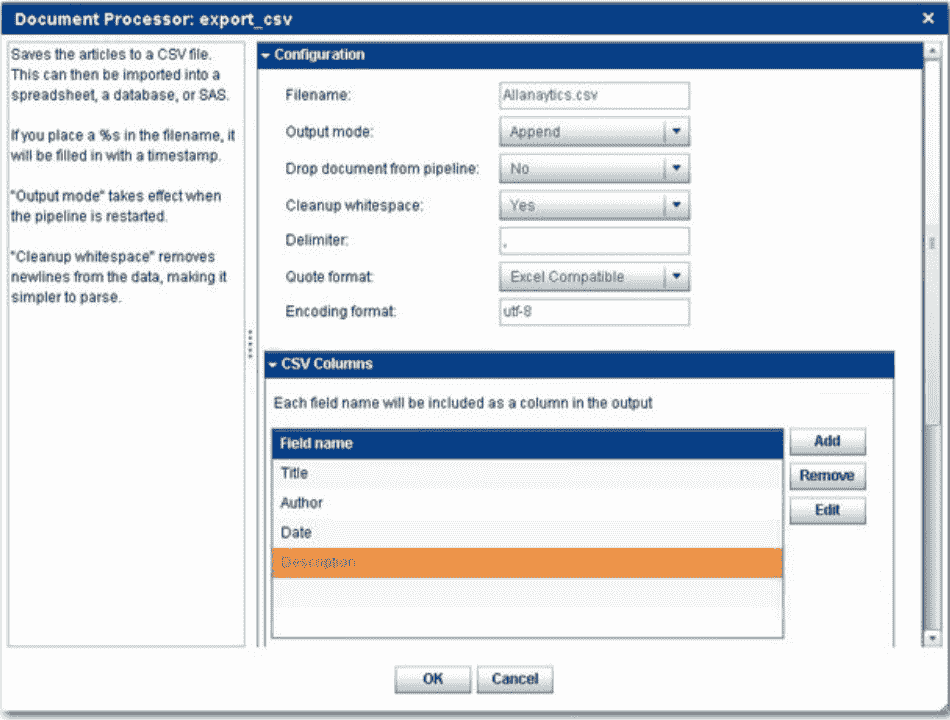 Document Processor: export_csv
Saves the articles to a CSV file.
This can then be imported into a
spreadsheet, a database, or SAS.
If you place a %s in the filename, it
will be filled in with a timestamp.
"Output mode" takes effect when
the pipeline is restarted.
"Cleanup whitespace" removes
newlines from the data, making it
simpler to parse.
Configuration
Filename: Allanaytics.csv
Output mode: Append
Drop document from pipeline: No
Cleanup whitespace: Yes
Delimiter: ,
Quote format: Excel Compatible
Encoding format: utf-8
CSV Columns
Each field name will be included as a column in the output
Field name
Title
Author
Date
Description
Add
Remove
Edit
OK Cancel